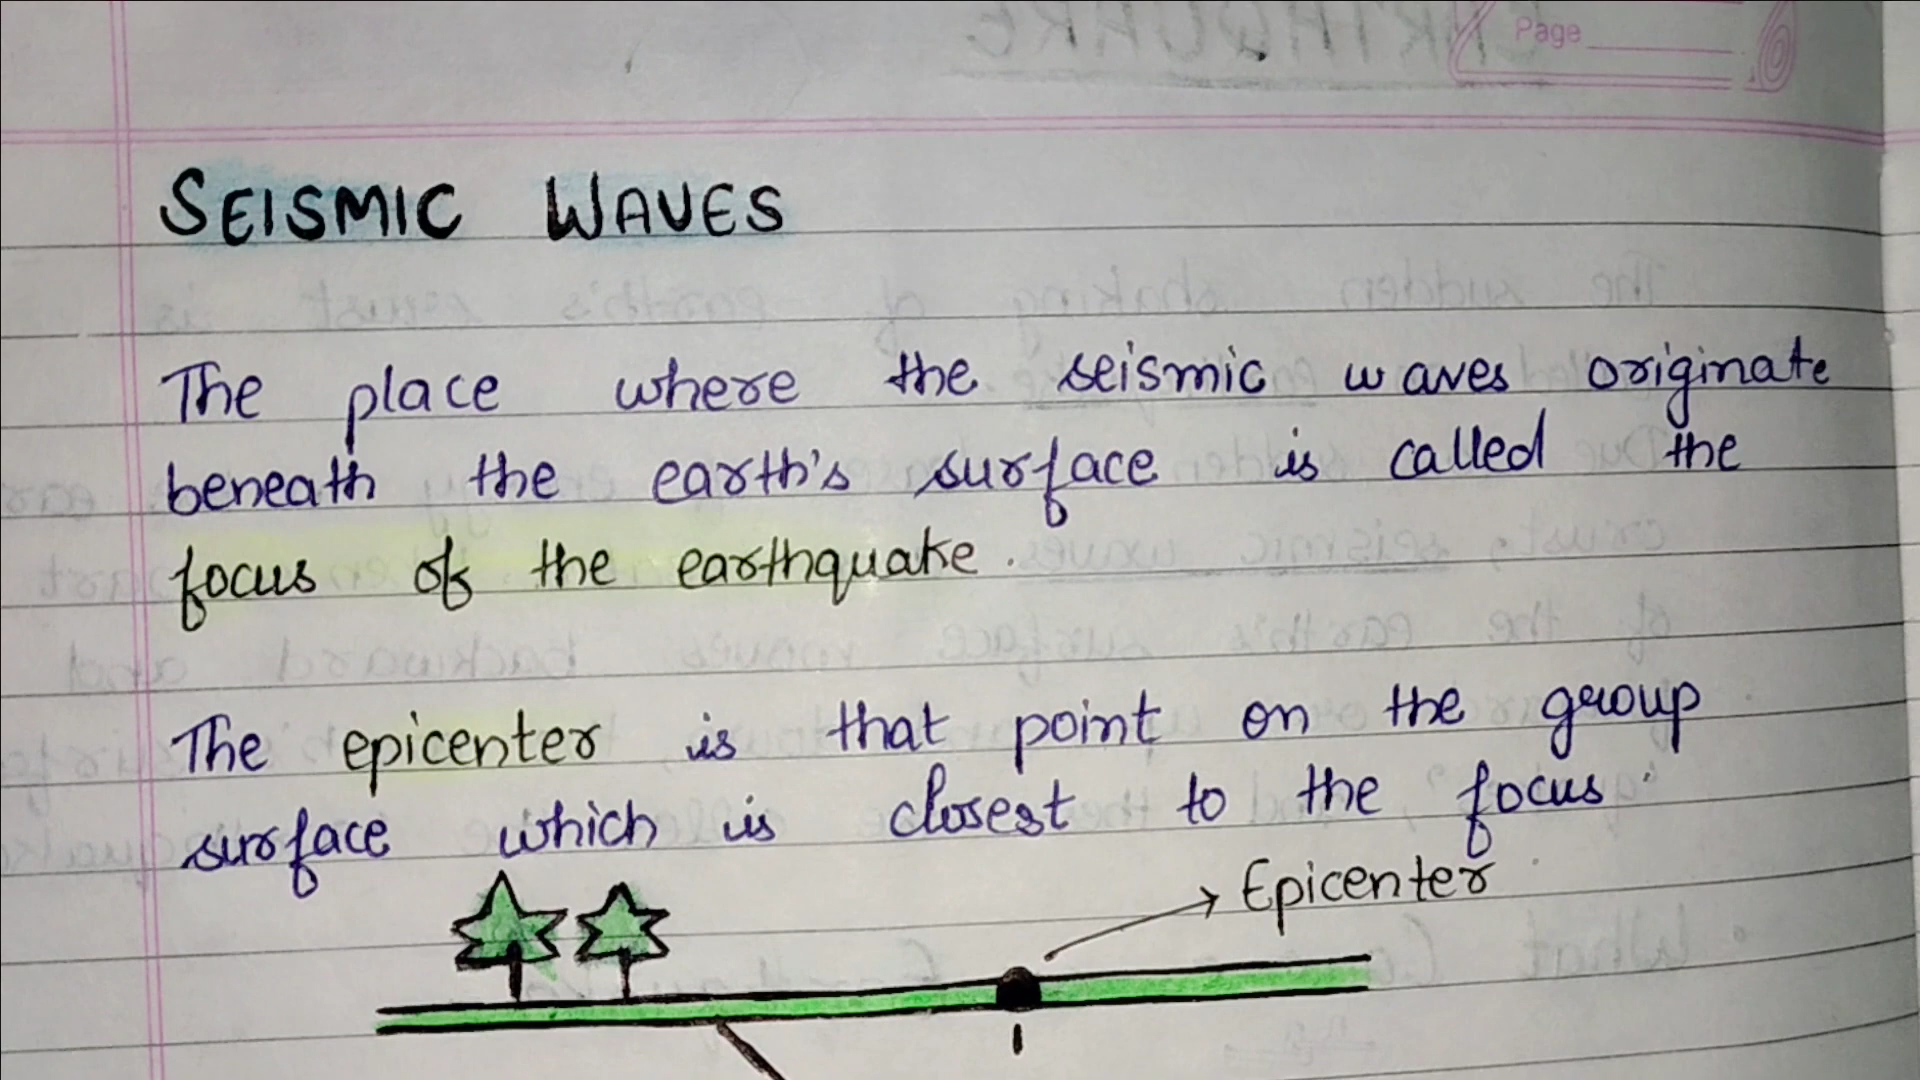 Page
SEISMIC WAVES
The place where the seismic waves originate
beneath the earth's surface is called the
focus of the earthquake.
The epicenter is that point on the group
surface which is closest to the focus.
Epicenter